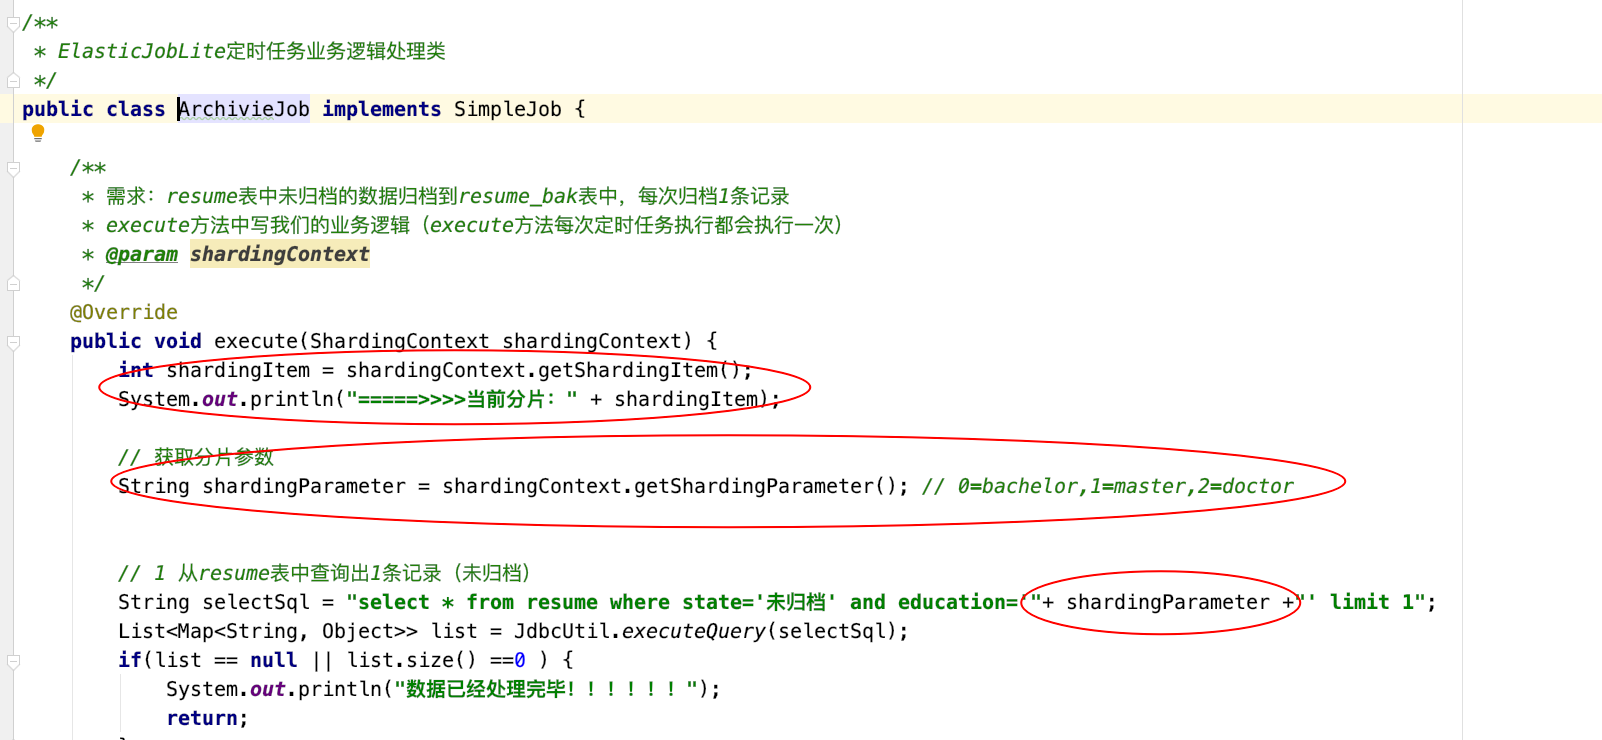 /**
 * ElasticJobLite定时任务业务逻辑处理类
 */
public class ArchivieJob implements SimpleJob {
    /**
     * 需求：resume表中未归档的数据归档到resume_bak表中，每次归档1条记录
     * execute方法中写我们的业务逻辑（execute方法每次定时任务执行都会执行一次）
     * @param shardingContext
     */
    @Override
    public void execute(ShardingContext shardingContext) {
        int shardingItem = shardingContext.getShardingItem();
        System.out.println("=====>>>>当前分片：" + shardingItem);
        // 获取分片参数
        String shardingParameter = shardingContext.getShardingParameter(); // 0=bachelor,1=master,2=doctor
        // 1 从resume表中查询出1条记录（未归档）
        String selectSql = "select * from resume where state='未归档' and education='"+ shardingParameter +"' limit 1";
        List<Map<String, Object>> list = JdbcUtil.executeQuery(selectSql);
        if(list == null || list.size() ==0 ) {
            System.out.println("数据已经处理完毕！！！！！！");
            return;